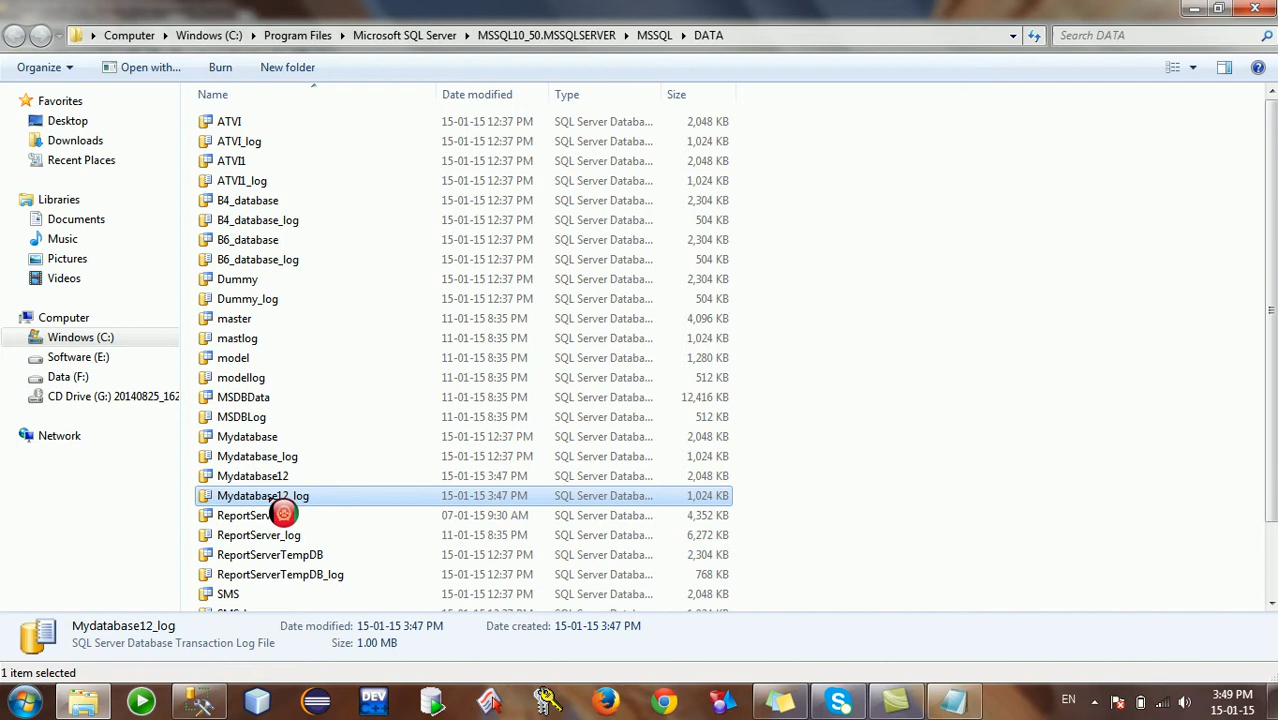 Computer Windows (C:) Program Files Microsoft SQL Server MSSQL10_50.MSSQLSERVER MSSQL DATA Search DATA
Organize Open with... Burn New folder
Name Date modified Type Size
Favorites
Desktop
Downloads
Recent Places
Libraries
Documents
Music
Pictures
Videos
Computer
Windows (C:)
Software (E:)
Data (F:)
CD Drive (G:) 20140825_162
Network
ATVI 15-01-15 12:37 PM SQL Server Databa... 2,048 KB
ATVI_log 15-01-15 12:37 PM SQL Server Databa... 1,024 KB
ATVI1 15-01-15 12:37 PM SQL Server Databa... 2,048 KB
ATVI1_log 15-01-15 12:37 PM SQL Server Databa... 1,024 KB
B4_database 15-01-15 12:37 PM SQL Server Databa... 2,304 KB
B4_database_log 15-01-15 12:37 PM SQL Server Databa... 504 KB
B6_database 15-01-15 12:37 PM SQL Server Databa... 2,304 KB
B6_database_log 15-01-15 12:37 PM SQL Server Databa... 504 KB
Dummy 15-01-15 12:37 PM SQL Server Databa... 2,304 KB
Dummy_log 15-01-15 12:37 PM SQL Server Databa... 504 KB
master 11-01-15 8:35 PM SQL Server Databa... 4,096 KB
mastlog 11-01-15 8:35 PM SQL Server Databa... 1,024 KB
model 11-01-15 8:35 PM SQL Server Databa... 1,280 KB
modellog 11-01-15 8:35 PM SQL Server Databa... 512 KB
MSDBData 11-01-15 8:35 PM SQL Server Databa... 12,416 KB
MSDBLog 11-01-15 8:35 PM SQL Server Databa... 512 KB
Mydatabase 15-01-15 12:37 PM SQL Server Databa... 2,048 KB
Mydatabase_log 15-01-15 12:37 PM SQL Server Databa... 1,024 KB
Mydatabase12 15-01-15 3:47 PM SQL Server Databa... 2,048 KB
Mydatabase12_log 15-01-15 3:47 PM SQL Server Databa... 1,024 KB
ReportSer 07-01-15 9:30 AM SQL Server Databa... 4,352 KB
ReportServer_log 11-01-15 8:35 PM SQL Server Databa... 6,272 KB
ReportServerTempDB 15-01-15 12:37 PM SQL Server Databa... 2,304 KB
ReportServerTempDB_log 15-01-15 12:37 PM SQL Server Databa... 768 KB
SMS 15-01-15 12:37 PM SQL Server Databa... 2,048 KB
Mydatabase12_log Date modified: 15-01-15 3:47 PM Date created: 15-01-15 3:47 PM
SQL Server Database Transaction Log File Size: 1.00 MB
1 item selected
DEV
EN
3:49 PM
15-01-15